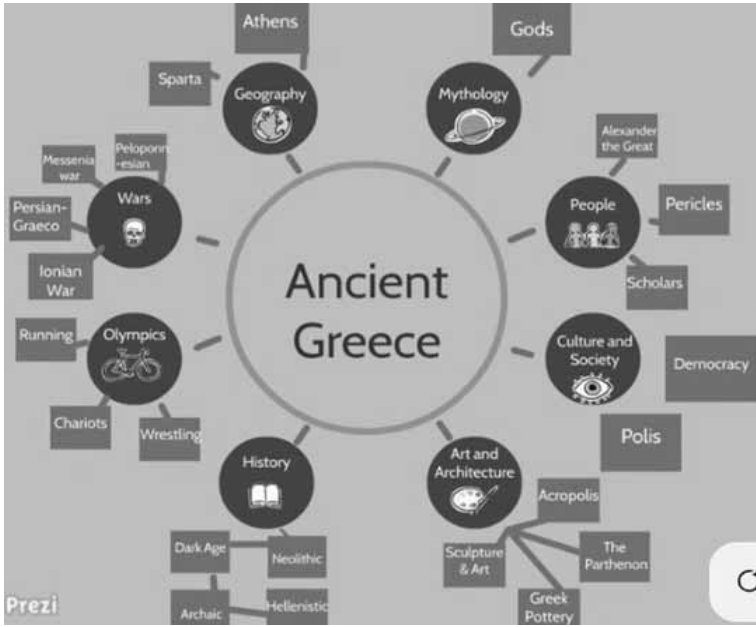 Athens
Gods
Sparta
Geography
Mythology
Alexander
the Great
Peloponn
-esian
Messenia
war
Wars
People
Pericles
Persian-
Graeco
Ionian
War
Scholars
Ancient
Greece
Running
Olympics
Culture and
Society
Democracy
Chariots
Wrestling
Polis
History
Art and
Architecture
Acropolis
Dark Age
Neolithic
Sculpture
& Art
The
Parthenon
Archaic
Hellenistic
Greek
Pottery
Prezi